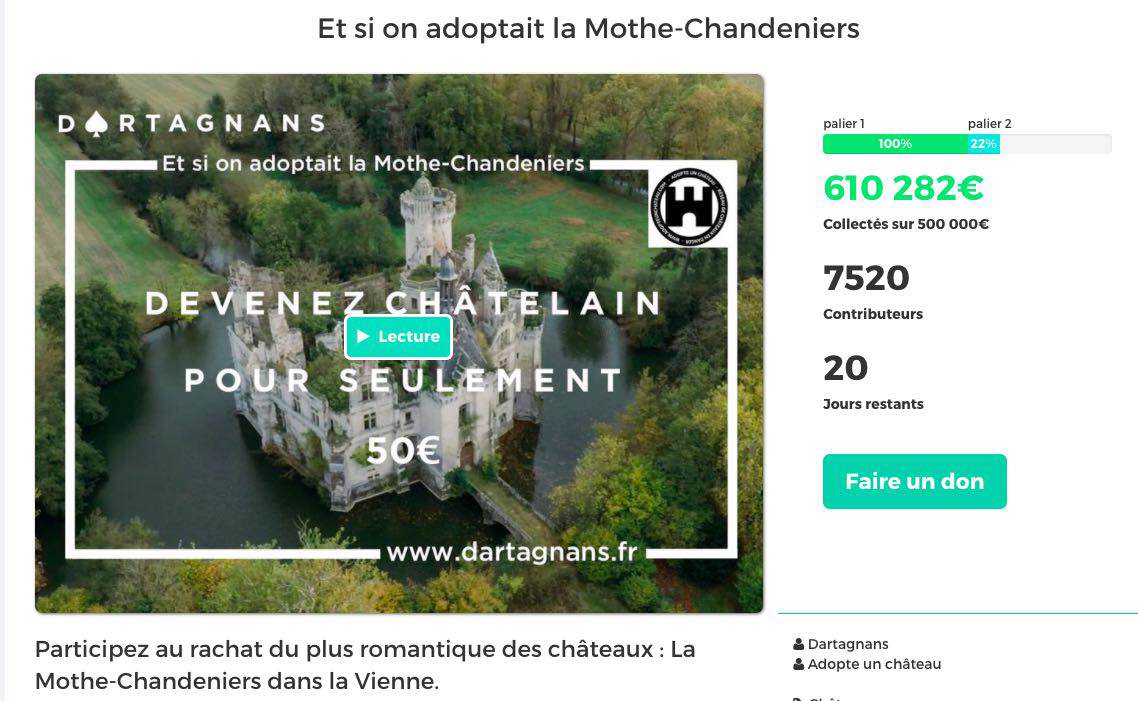 Et si on adoptait la Mothe-Chandeniers
DARTAGNANS
Et si on adoptait la Mothe-Chandeniers
DEVENEZ CHÂTELAIN
Lecture
POUR SEULEMENT
50€
www.dartagnans.fr
palier 1 palier 2
100% 22%
610 282€
Collectés sur 500 000€
7520
Contributeurs
20
Jours restants
Faire un don
Participez au rachat du plus romantique des châteaux : La
Mothe-Chandeniers dans la Vienne.
Dartagnans
Adopte un château